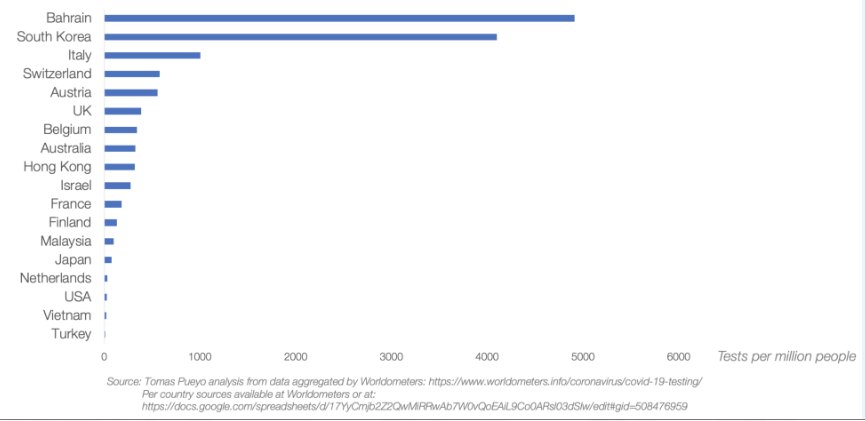 Bahrain
South Korea
Italy
Switzerland
Austria
UK
Belgium
Australia
Hong Kong
Israel
France
Finland
Malaysia
Japan
Netherlands
USA
Vietnam
Turkey
0 1000 2000 3000 4000 5000 6000 Tests per million people
Source: Tomas Pueyo analysis from data aggregated by Worldometers: https://www.worldometers.info/coronavirus/covid-19-testing/
Per country sources available at Worldometers or at: